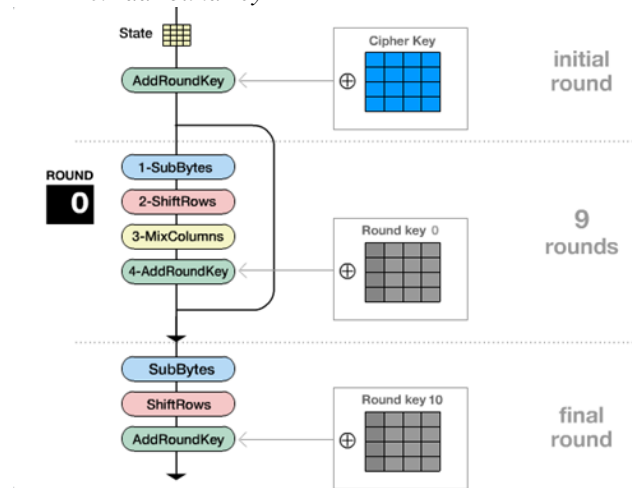 State
Cipher Key
initial
round
AddRoundKey
ROUND
0
1-SubBytes
2-ShiftRows
3-MixColumns
4-AddRoundKey
Round key 0
9
rounds
SubBytes
ShiftRows
AddRoundKey
Round key 10
final
round